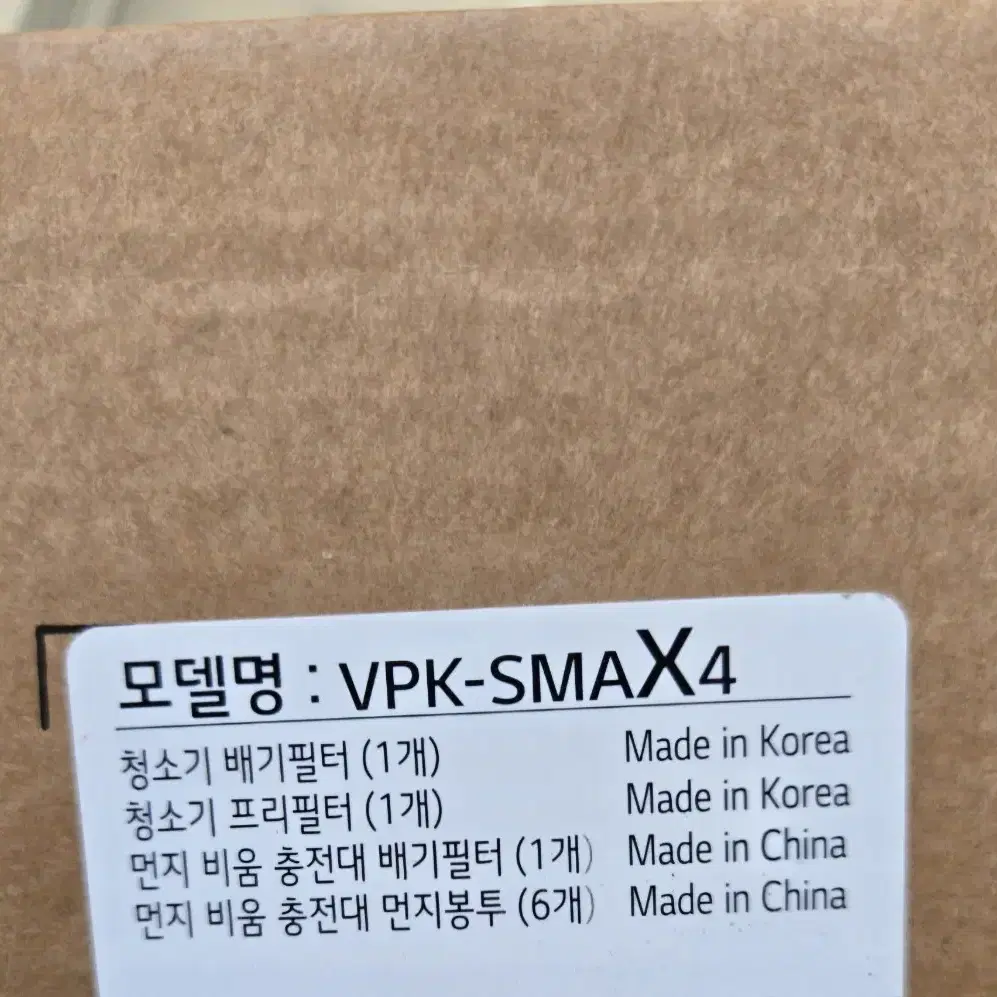 모델명 : VPK-SMAX4
청소기 배기필터 (1개) Made in Korea
청소기 프리필터 (1개) Made in Korea
먼지 비움 충전대 배기필터 (1개) Made in China
먼지 비움 충전대 먼지봉투 (6개) Made in China